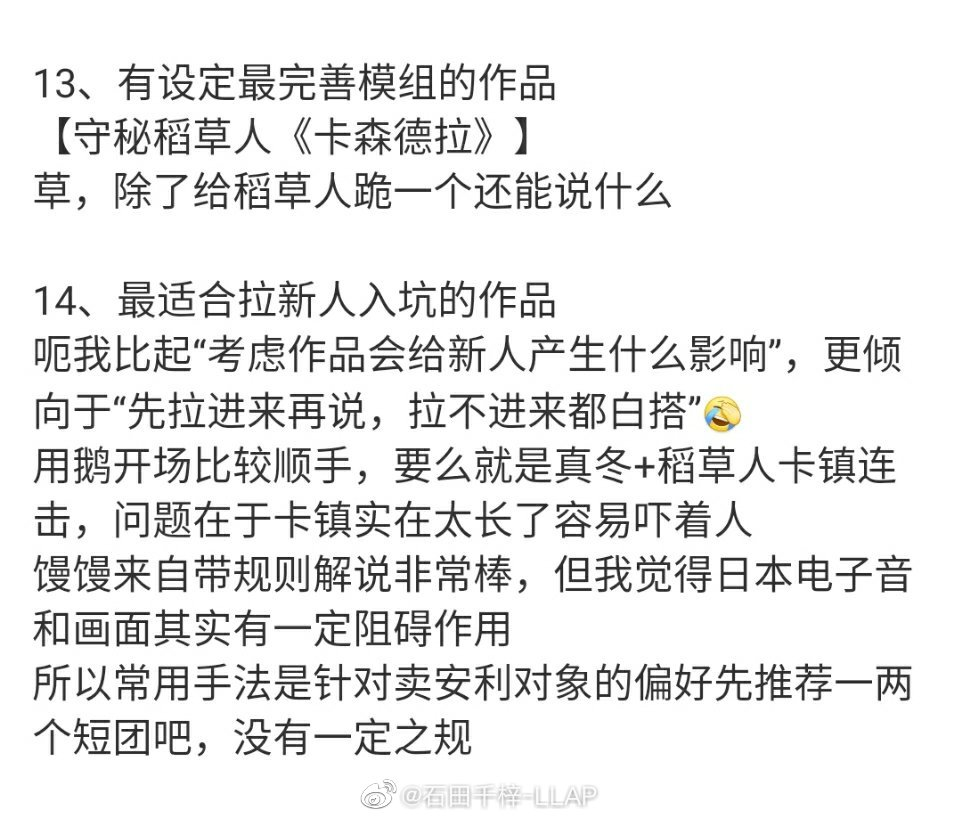 13、有设定最完善模组的作品
【守秘稻草人《卡森德拉》】
草，除了给稻草人跪一个还能说什么
14、最适合拉新人入坑的作品
呃我比起“考虑作品会给新人产生什么影响”，更倾
向于“先拉进来再说，拉不进来都白搭”🤣
用鹅开场比较顺手，要么就是真冬+稻草人卡镇连
击，问题在于卡镇实在太长了容易吓着人
馒馒来自带规则解说非常棒，但我觉得日本电子音
和画面其实有一定阻碍作用
所以常用手法是针对卖安利对象的偏好先推荐一两
个短团吧，没有一定之规
@石田千梓-LLAP